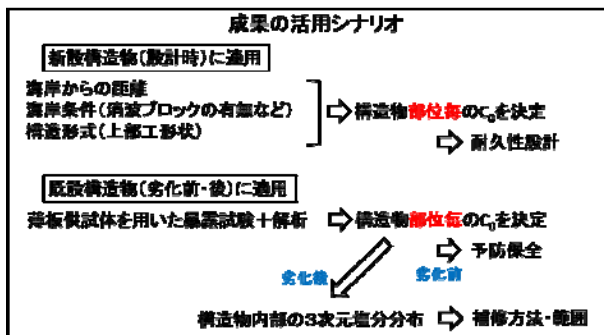 成果の活用シナリオ
新設構造物(設計時)に適用
海岸からの距離
海岸条件(消波ブロックの有無など)
構造形式(上部工形状)
⇨構造物部位毎のC₀を決定
⇨耐久性設計
既設構造物(劣化前・後)に適用
薄板供試体を用いた暴露試験+解析
⇨構造物部位毎のC₀を決定
⇨予防保全
劣化後
劣化前
構造物内部の3次元塩分分布
⇨補修方法・範囲